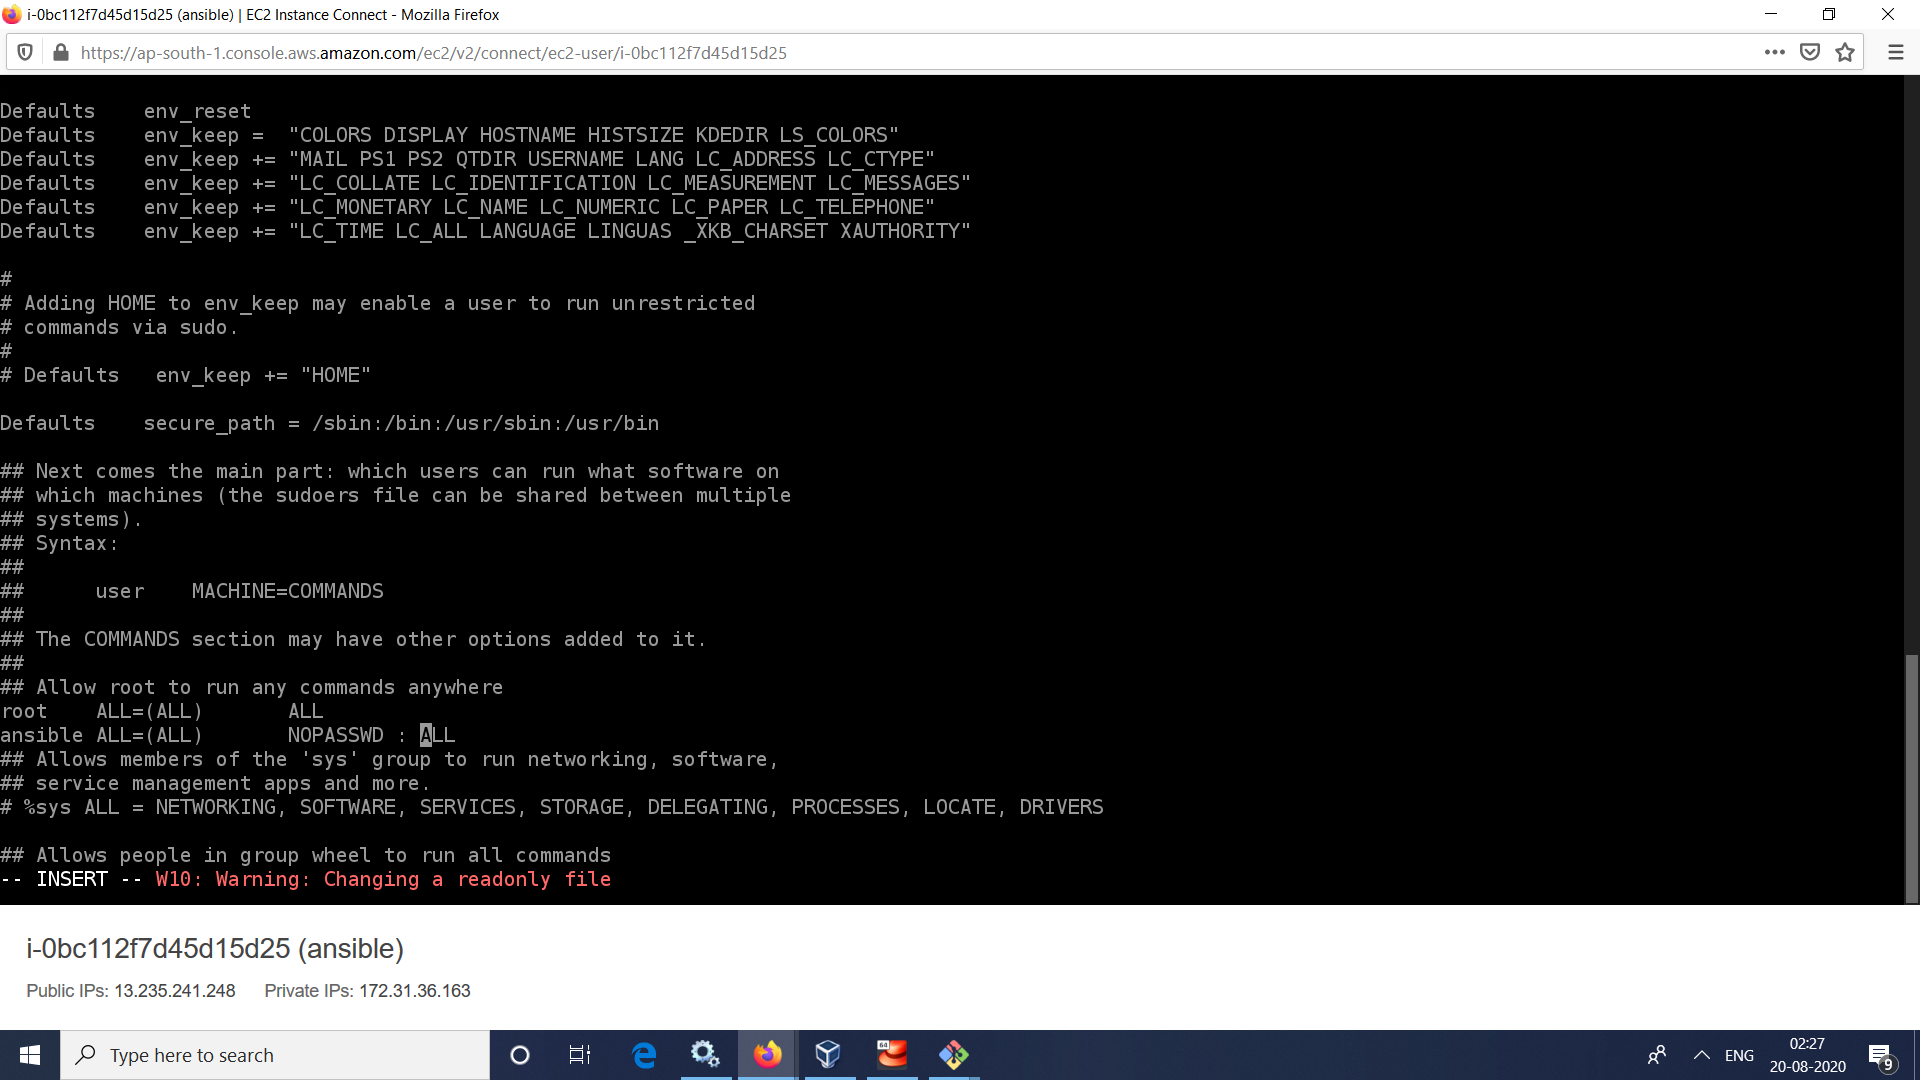 i-0bc112f7d45d15d25 (ansible) | EC2 Instance Connect - Mozilla Firefox
https://ap-south-1.console.aws.amazon.com/ec2/v2/connect/ec2-user/i-0bc112f7d45d15d25
Defaults    env_reset
Defaults    env_keep =  "COLORS DISPLAY HOSTNAME HISTSIZE KDEDIR LS_COLORS"
Defaults    env_keep += "MAIL PS1 PS2 QTDIR USERNAME LANG LC_ADDRESS LC_CTYPE"
Defaults    env_keep += "LC_COLLATE LC_IDENTIFICATION LC_MEASUREMENT LC_MESSAGES"
Defaults    env_keep += "LC_MONETARY LC_NAME LC_NUMERIC LC_PAPER LC_TELEPHONE"
Defaults    env_keep += "LC_TIME LC_ALL LANGUAGE LINGUAS _XKB_CHARSET XAUTHORITY"
#
# Adding HOME to env_keep may enable a user to run unrestricted
# commands via sudo.
#
# Defaults   env_keep += "HOME"
Defaults    secure_path = /sbin:/bin:/usr/sbin:/usr/bin
## Next comes the main part: which users can run what software on
## which machines (the sudoers file can be shared between multiple
## systems).
## Syntax:
##
##      user    MACHINE=COMMANDS
##
## The COMMANDS section may have other options added to it.
##
## Allow root to run any commands anywhere
root    ALL=(ALL)       ALL
ansible ALL=(ALL)       NOPASSWD : ALL
## Allows members of the 'sys' group to run networking, software,
## service management apps and more.
# %sys ALL = NETWORKING, SOFTWARE, SERVICES, STORAGE, DELEGATING, PROCESSES, LOCATE, DRIVERS
## Allows people in group wheel to run all commands
-- INSERT -- W10: Warning: Changing a readonly file
i-0bc112f7d45d15d25 (ansible)
Public IPs: 13.235.241.248 Private IPs: 172.31.36.163
Type here to search
64
ENG
02:27
20-08-2020
9